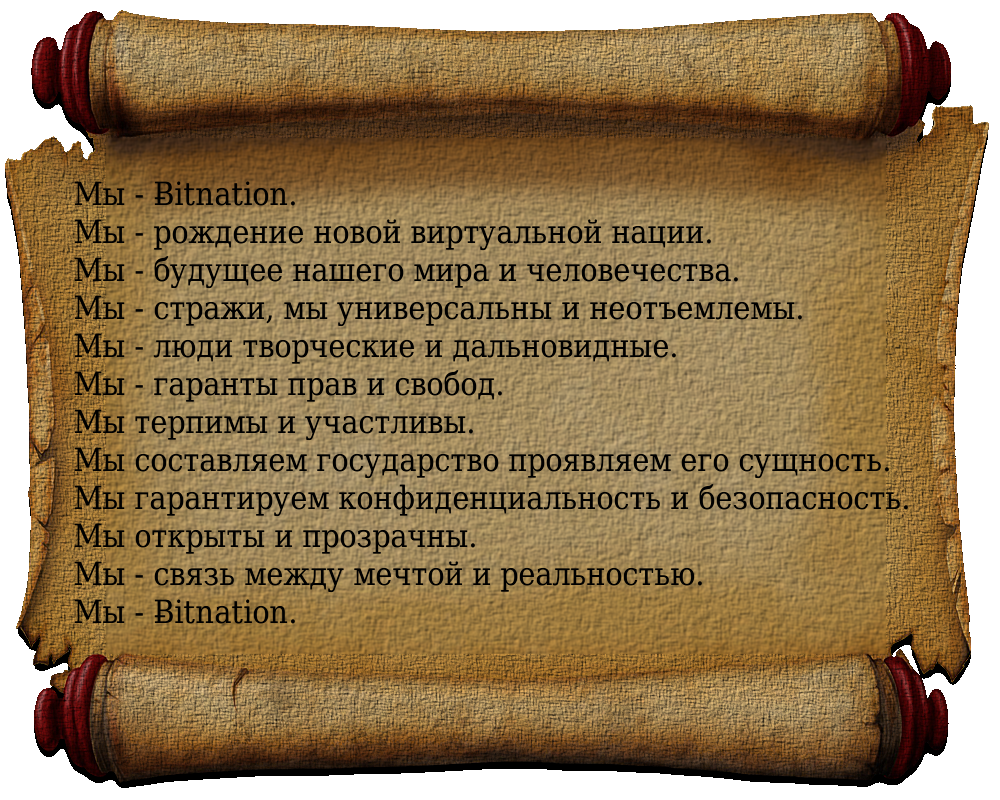 Мы - Ƀitnation.
Мы - рождение новой виртуальной нации.
Мы - будущее нашего мира и человечества.
Мы - стражи, мы универсальны и неотъемлемы.
Мы - люди творческие и дальновидные.
Мы - гаранты прав и свобод.
Мы терпимы и участливы.
Мы составляем государство проявляем его сущность.
Мы гарантируем конфиденциальность и безопасность.
Мы открыты и прозрачны.
Мы - связь между мечтой и реальностью.
Мы - Ƀitnation.